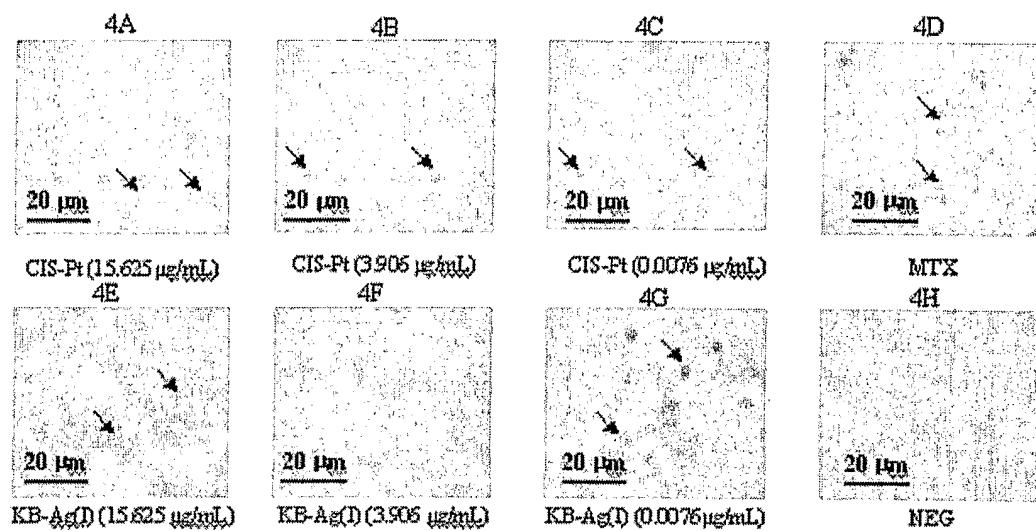 4A 4B 4C 4D
20 µm 20 µm 20 µm 20 µm
CIS-Pt (15.625 µg/mL) CIS-Pt (3.906 µg/mL) CIS-Pt (0.0076 µg/mL) MTX
4E 4F 4G 4H
20 µm 20 µm 20 µm 20 µm
KB-Ag(I) (15.625 µg/mL) KB-Ag(I) (3.906 µg/mL) KB-Ag(I) (0.0076 µg/mL) NEG